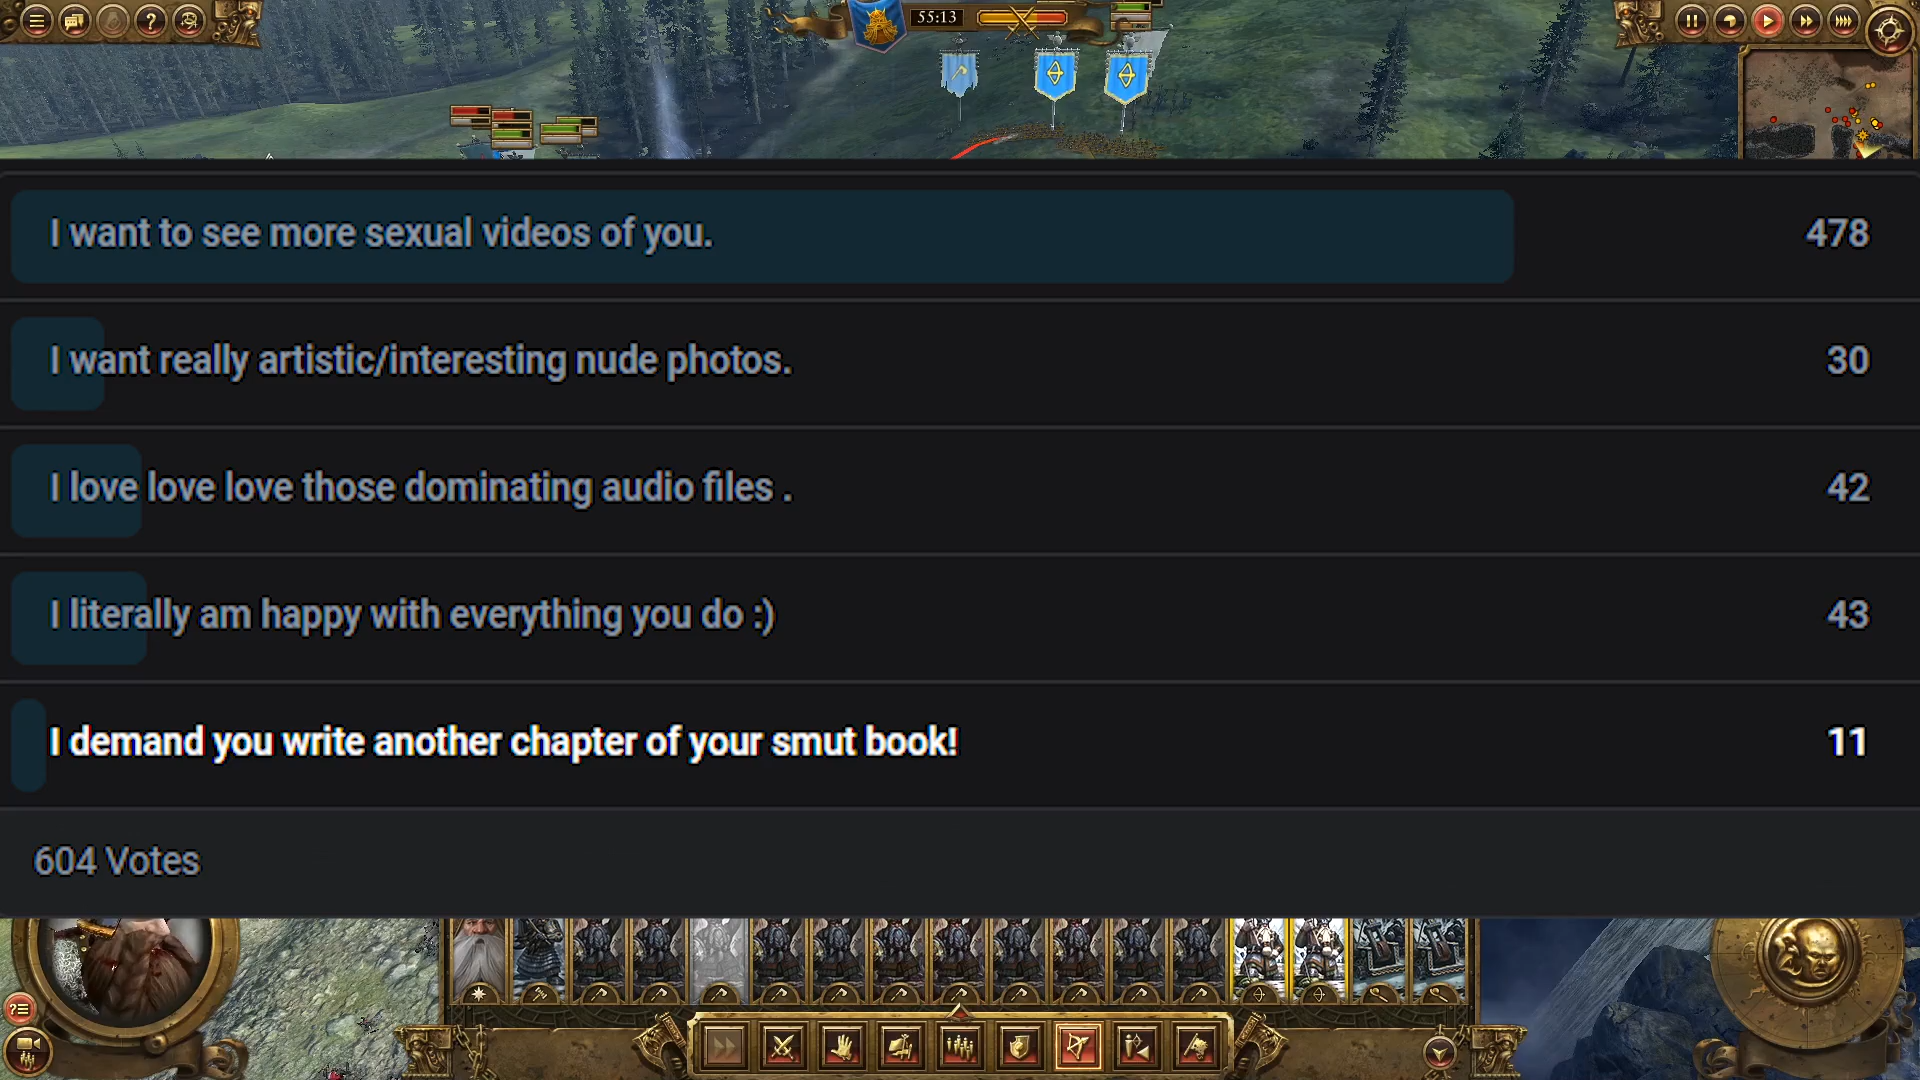 55:13
I want to see more sexual videos of you. 478
I want really artistic/interesting nude photos. 30
I love love love those dominating audio files . 42
I literally am happy with everything you do :) 43
I demand you write another chapter of your smut book! 11
604 Votes